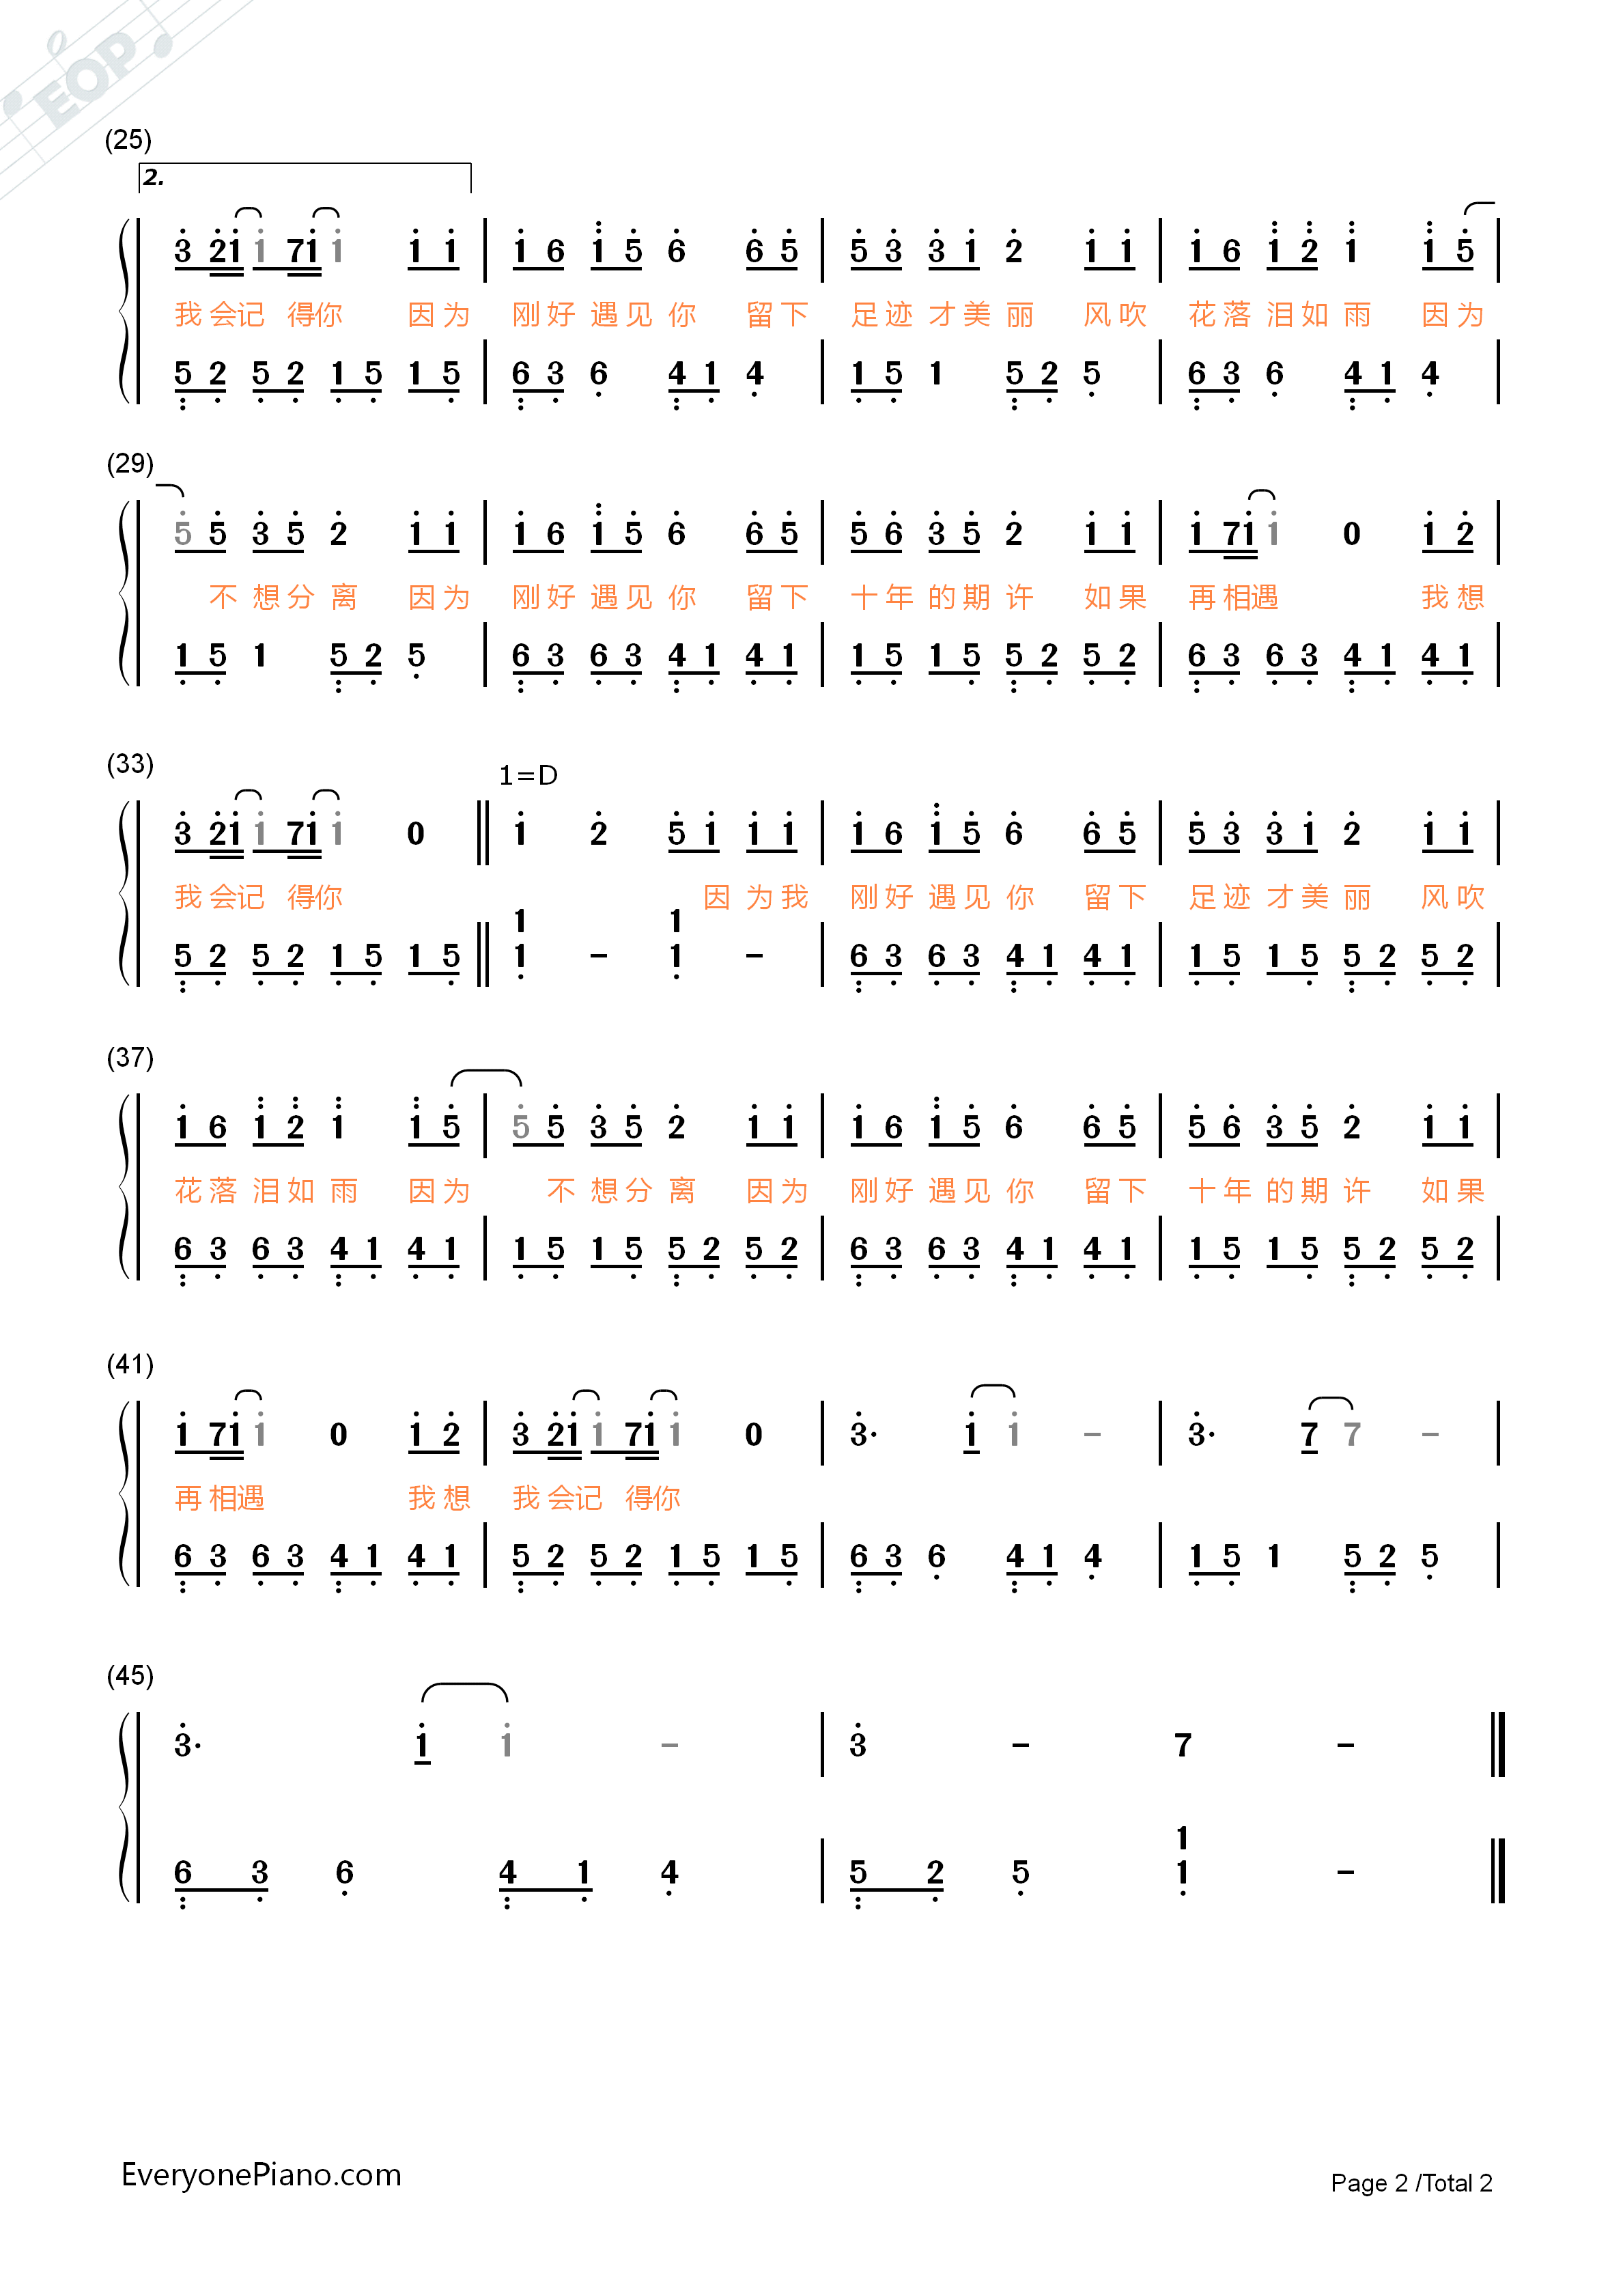 EOP
(25)
2.
3 21 1 71 1 1 1 | 1 6 1 5 6 6 5 | 5 3 3 1 2 1 1 | 1 6 1 2 1 1 5 |
我会记 得你 因为 刚好遇见你 留下 足迹才美丽 风吹 花落泪如雨 因为
5 2 5 2 1 5 1 5 | 6 3 6 4 1 4 | 1 5 1 5 2 5 | 6 3 6 4 1 4 |
(29)
5 5 3 5 2 1 1 | 1 6 1 5 6 6 5 | 5 6 3 5 2 1 1 | 1 71 1 0 1 2 |
不想分离 因为 刚好遇见你 留下 十年的期许 如果 再相遇 我想
1 5 1 5 2 5 | 6 3 6 3 4 1 4 1 | 1 5 1 5 5 2 5 2 | 6 3 6 3 4 1 4 1 |
(33)
1=D
3 21 1 71 1 0 || 1 2 5 1 1 1 | 1 6 1 5 6 6 5 | 5 3 3 1 2 1 1 |
我会记 得你 因为我 刚好遇见你 留下 足迹才美丽 风吹
1 1
5 2 5 2 1 5 1 5 || 1 – 1 – | 6 3 6 3 4 1 4 1 | 1 5 1 5 5 2 5 2 |
(37)
1 6 1 2 1 1 5 | 5 5 3 5 2 1 1 | 1 6 1 5 6 6 5 | 5 6 3 5 2 1 1 |
花落泪如雨 因为 不想分离 因为 刚好遇见你 留下 十年的期许 如果
6 3 6 3 4 1 4 1 | 1 5 1 5 5 2 5 2 | 6 3 6 3 4 1 4 1 | 1 5 1 5 5 2 5 2 |
(41)
1 71 1 0 1 2 | 3 21 1 71 1 0 | 3· 1 1 – | 3· 7 7 – |
再相遇 我想 我会记 得你
6 3 6 3 4 1 4 1 | 5 2 5 2 1 5 1 5 | 6 3 6 4 1 4 | 1 5 1 5 2 5 |
(45)
3· 1 1 – | 3 – 7 – ||
1
6 3 6 4 1 4 | 5 2 5 1 – ||
EveryonePiano.com
Page 2 /Total 2